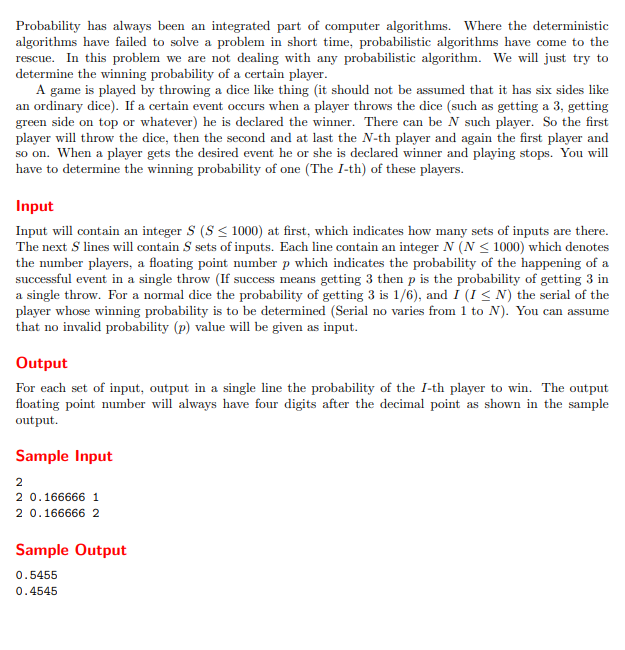 Probability has always been an integrated part of computer algorithms. Where the deterministic
algorithms have failed to solve a problem in short time, probabilistic algorithms have come to the
rescue. In this problem we are not dealing with any probabilistic algorithm. We will just try to
determine the winning probability of a certain player.
A game is played by throwing a dice like thing (it should not be assumed that it has six sides like
an ordinary dice). If a certain event occurs when a player throws the dice (such as getting a 3, getting
green side on top or whatever) he is declared the winner. There can be N such player. So the first
player will throw the dice, then the second and at last the N-th player and again the first player and
so on. When a player gets the desired event he or she is declared winner and playing stops. You will
have to determine the winning probability of one (The I-th) of these players.
Input
Input will contain an integer S (S ≤ 1000) at first, which indicates how many sets of inputs are there.
The next S lines will contain S sets of inputs. Each line contain an integer N (N ≤ 1000) which denotes
the number players, a floating point number p which indicates the probability of the happening of a
successful event in a single throw (If success means getting 3 then p is the probability of getting 3 in
a single throw. For a normal dice the probability of getting 3 is 1/6), and I (I ≤ N) the serial of the
player whose winning probability is to be determined (Serial no varies from 1 to N). You can assume
that no invalid probability (p) value will be given as input.
Output
For each set of input, output in a single line the probability of the I-th player to win. The output
floating point number will always have four digits after the decimal point as shown in the sample
output.
Sample Input
2
2 0.166666 1
2 0.166666 2
Sample Output
0.5455
0.4545